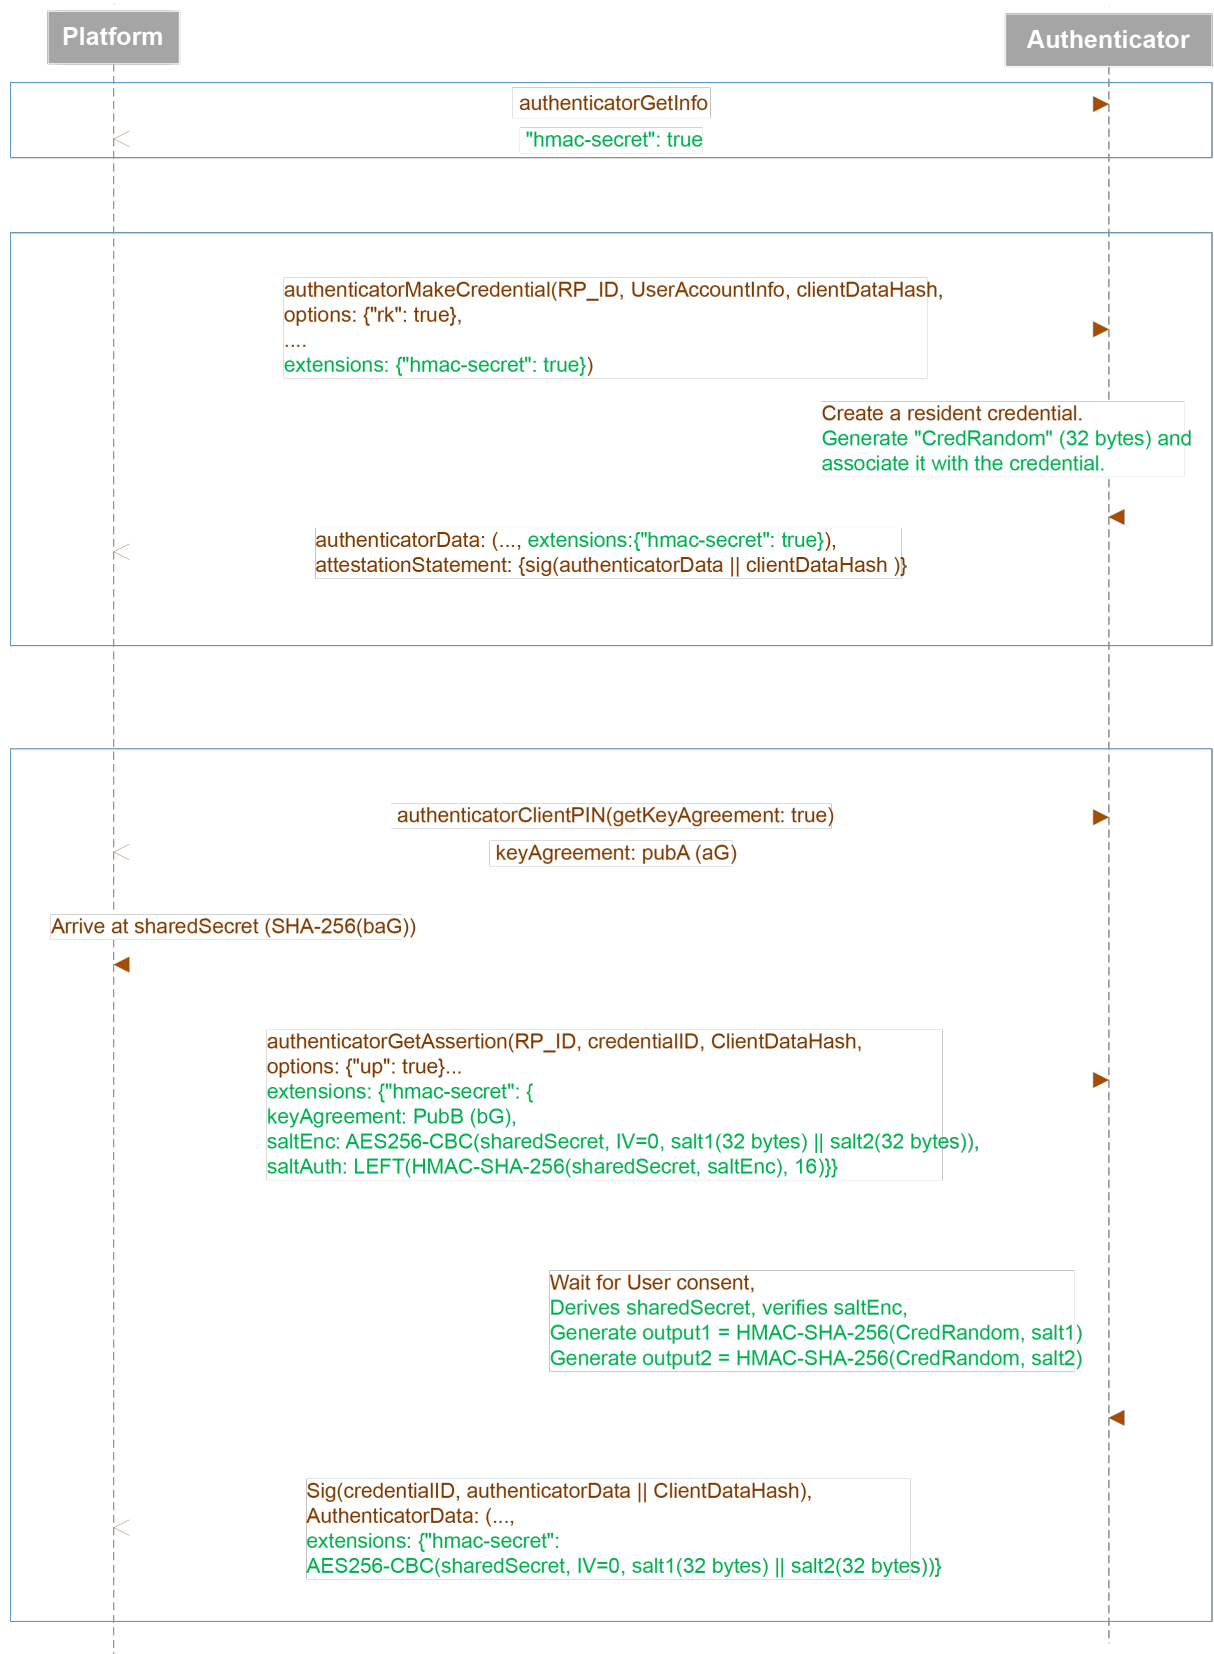 Platform
Authenticator
authenticatorGetInfo
"hmac-secret": true
authenticatorMakeCredential(RP_ID, UserAccountInfo, clientDataHash,
options: {"rk": true},
....
extensions: {"hmac-secret": true})
Create a resident credential.
Generate "CredRandom" (32 bytes) and
associate it with the credential.
authenticatorData: (..., extensions:{"hmac-secret": true}),
attestationStatement: {sig(authenticatorData || clientDataHash )}
authenticatorClientPIN(getKeyAgreement: true)
keyAgreement: pubA (aG)
Arrive at sharedSecret (SHA-256(baG))
authenticatorGetAssertion(RP_ID, credentialID, ClientDataHash,
options: {"up": true}...
extensions: {"hmac-secret": {
keyAgreement: PubB (bG),
saltEnc: AES256-CBC(sharedSecret, IV=0, salt1(32 bytes) || salt2(32 bytes)),
saltAuth: LEFT(HMAC-SHA-256(sharedSecret, saltEnc), 16)}}
Wait for User consent,
Derives sharedSecret, verifies saltEnc,
Generate output1 = HMAC-SHA-256(CredRandom, salt1)
Generate output2 = HMAC-SHA-256(CredRandom, salt2)
Sig(credentialID, authenticatorData || ClientDataHash),
AuthenticatorData: (...,
extensions: {"hmac-secret":
AES256-CBC(sharedSecret, IV=0, salt1(32 bytes) || salt2(32 bytes))}